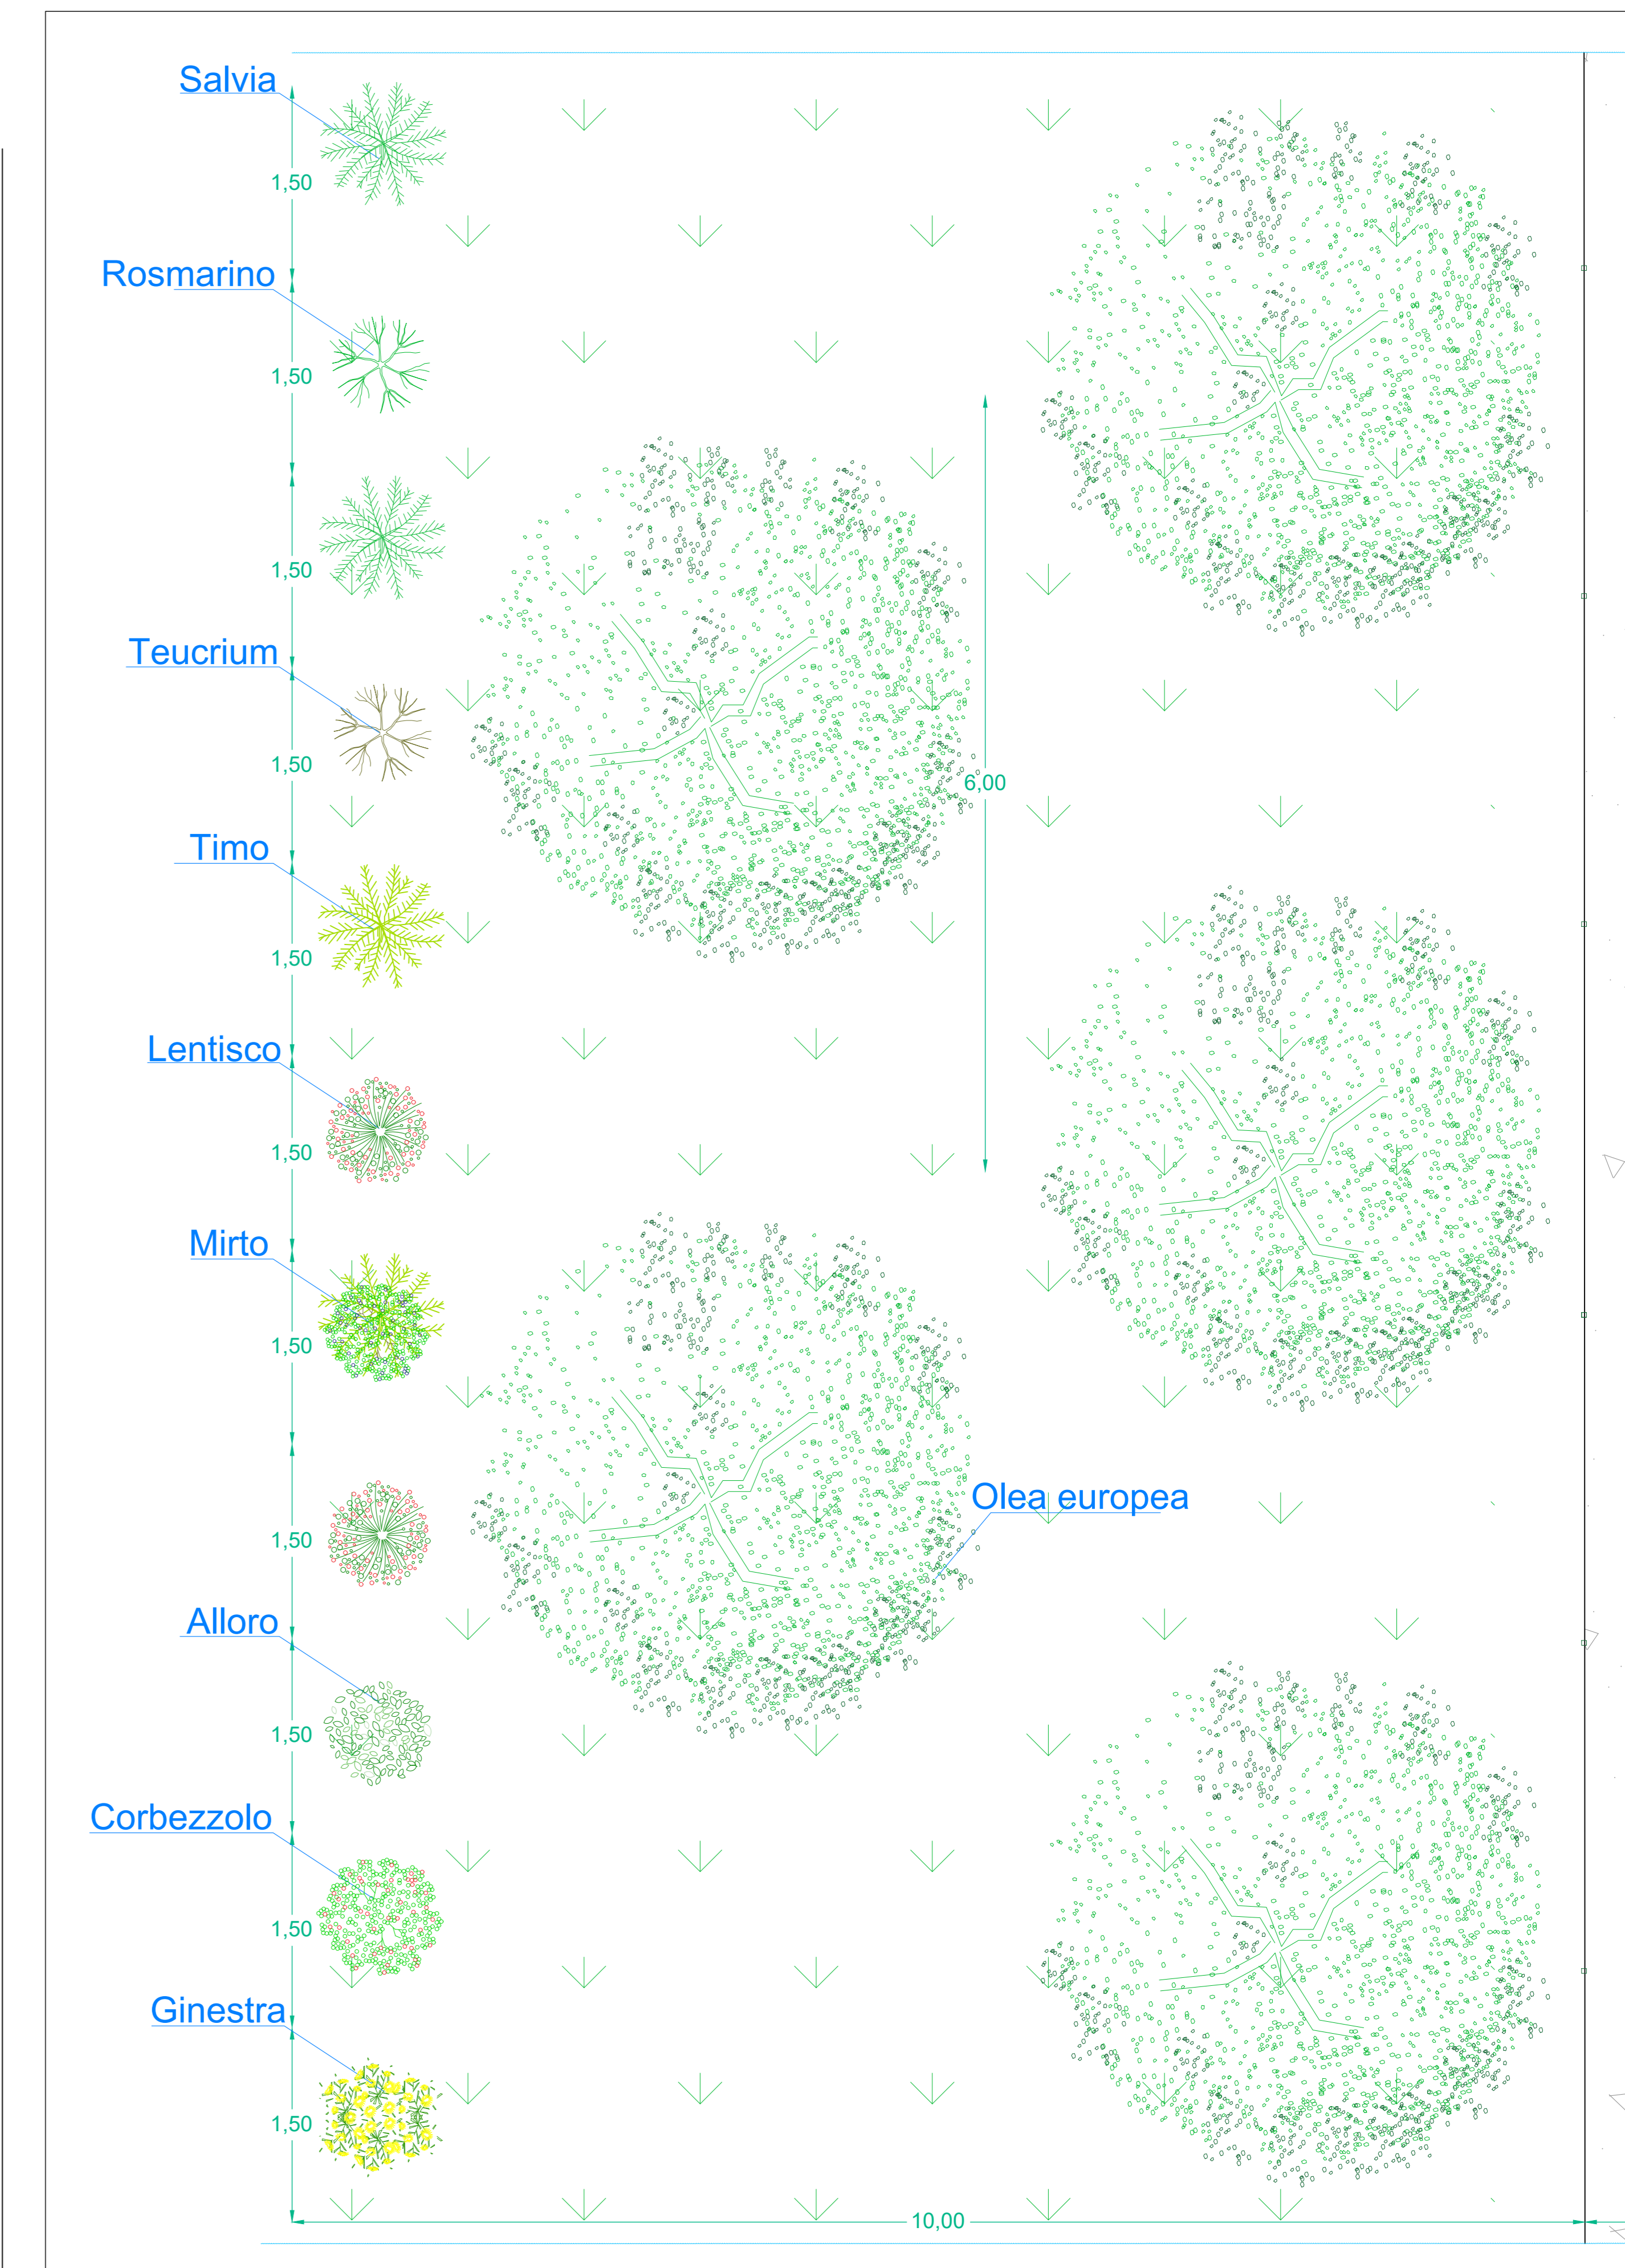 Salvia
1,50
Rosmarino
1,50
1,50
Teucrium
1,50
6,00
Timo
1,50
Lentisco
1,50
Mirto
1,50
Olea europea
1,50
Alloro
1,50
Corbezzolo
1,50
Ginestra
1,50
10,00